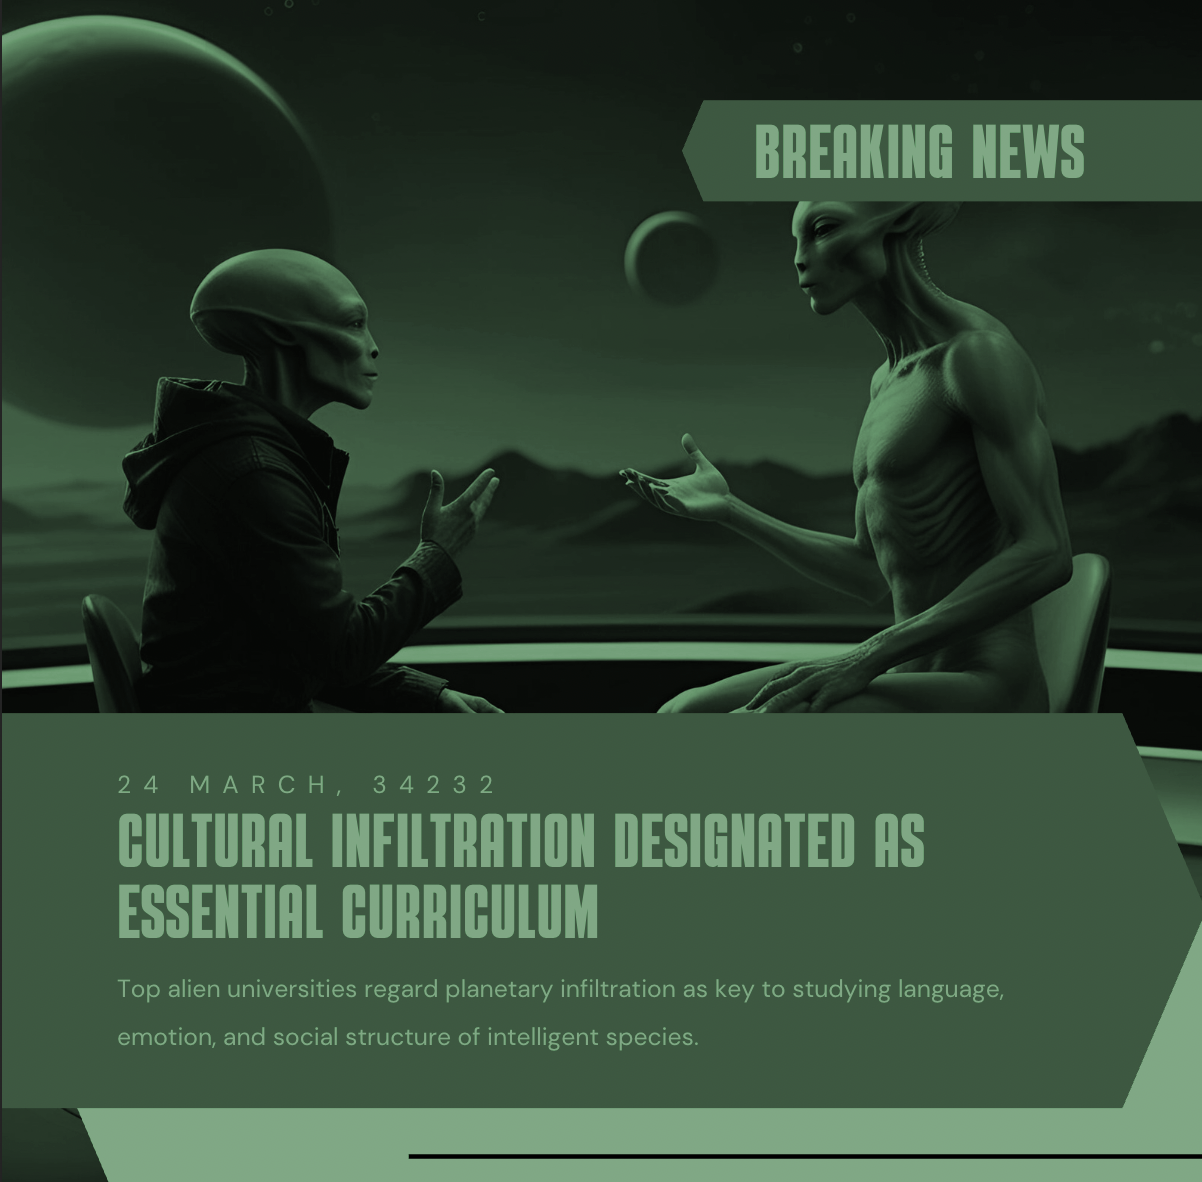 BREAKING NEWS
24 MARCH, 34232
CULTURAL INFILTRATION DESIGNATED AS
ESSENTIAL CURRICULUM
Top alien universities regard planetary infiltration as key to studying language,
emotion, and social structure of intelligent species.